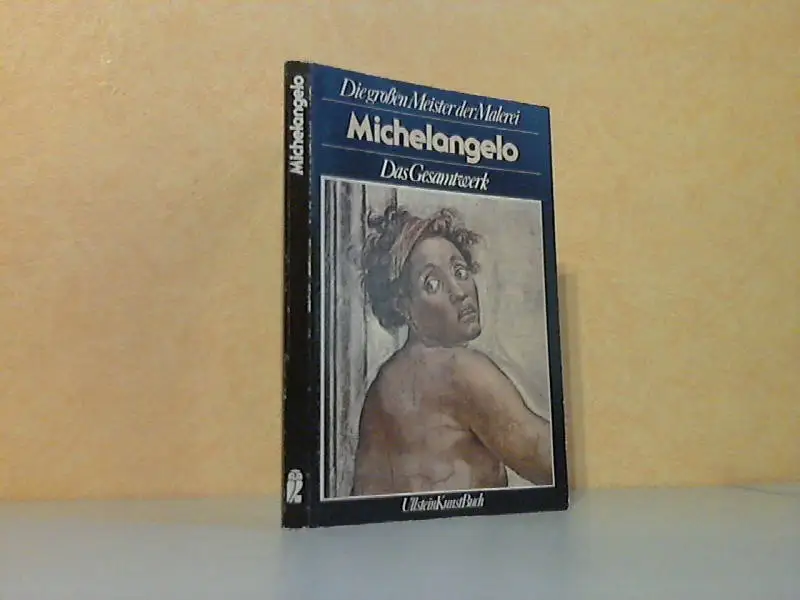 Michelangelo
Die großen Meister der Malerei
Michelangelo
Das Gesamtwerk
UllsteinKunstBuch